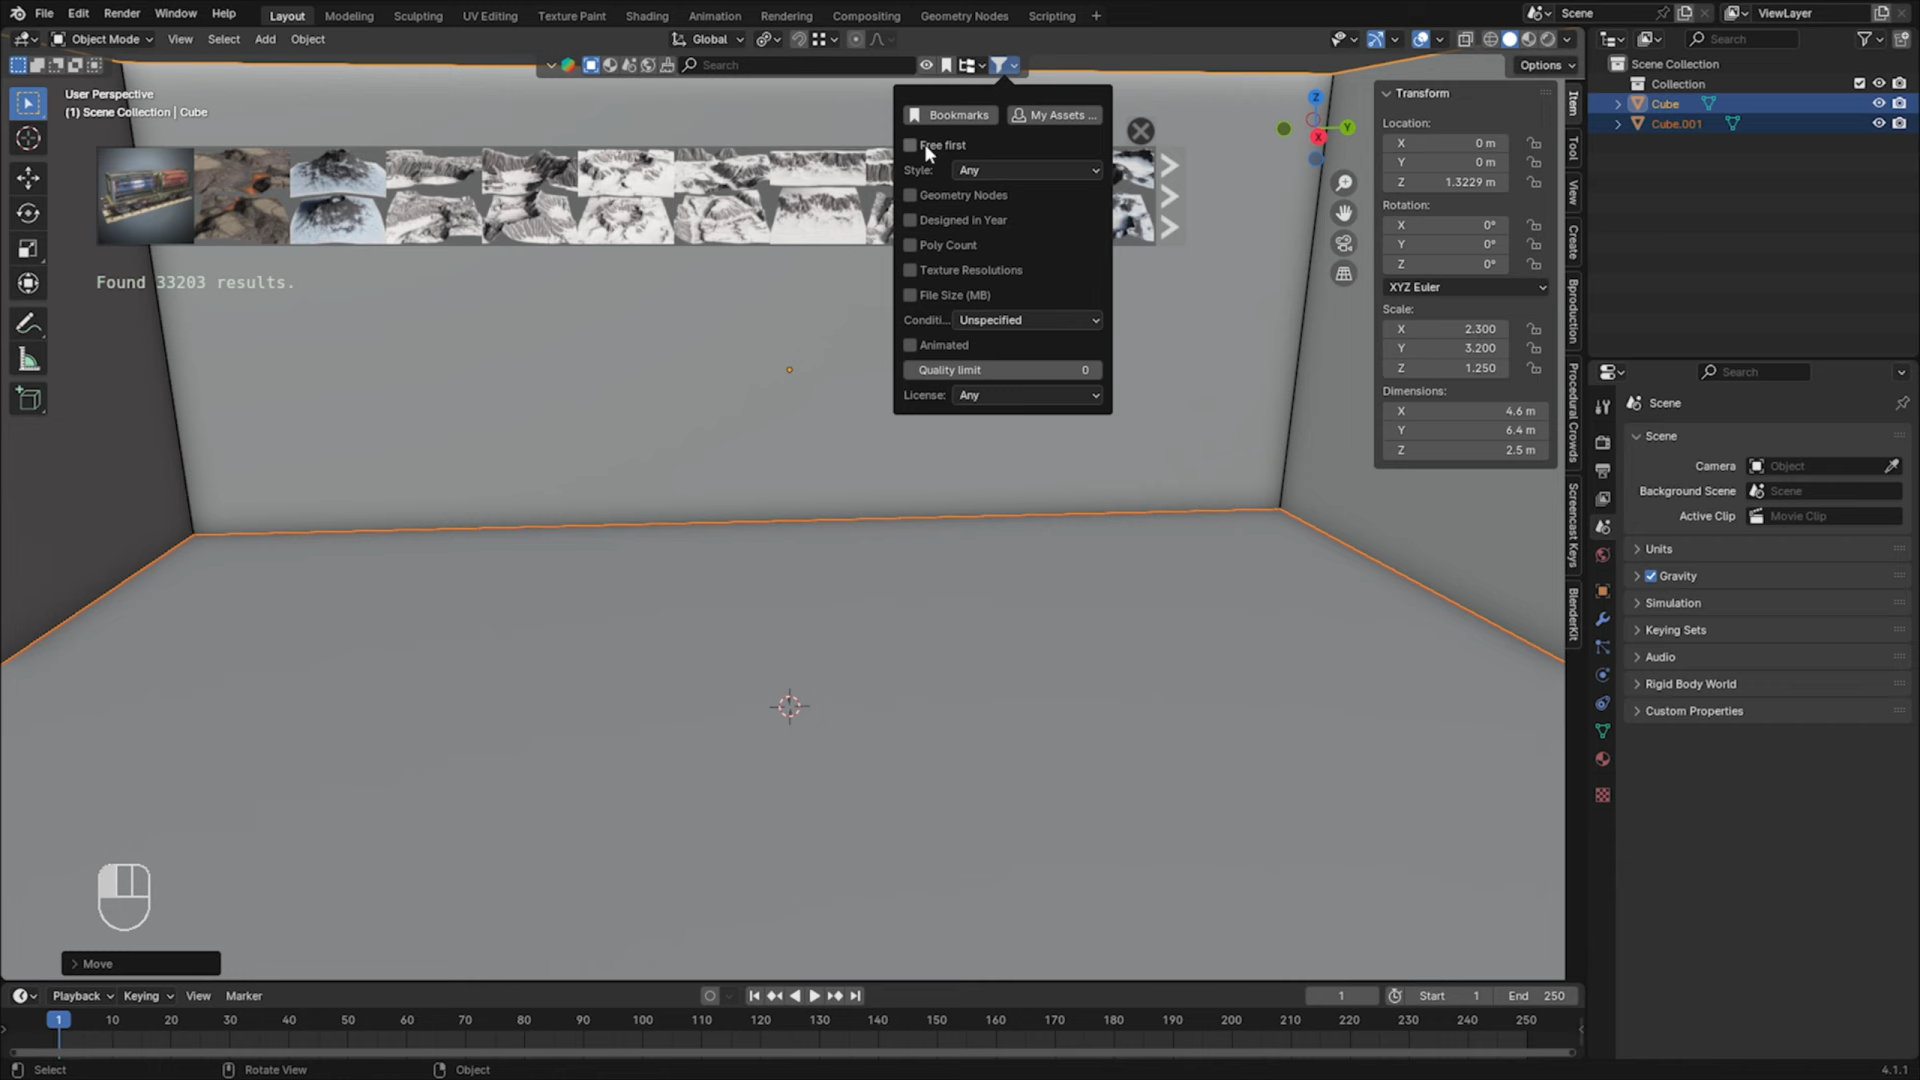 File Edit Render Window Help
Layout Modeling Sculpting UV Editing Texture Paint Shading Animation Rendering Compositing Geometry Nodes Scripting +
Scene ViewLayer
Object Mode View Select Add Object
Global
Search
Search
Options
User Perspective
(1) Scene Collection | Cube
Found 33203 results.
Bookmarks My Assets ...
Free first
Style: Any
Geometry Nodes
Designed in Year
Poly Count
Texture Resolutions
File Size (MB)
Conditi... Unspecified
Animated
Quality limit 0
License: Any
Z
Y
X
Transform
Location:
X 0 m
Y 0 m
Z 1.3229 m
Rotation:
X 0°
Y 0°
Z 0°
XYZ Euler
Scale:
X 2.300
Y 3.200
Z 1.250
Dimensions:
X 4.6 m
Y 6.4 m
Z 2.5 m
Item
Tool
View
Create
Bproduction
Procedural Crowds
Screencast Keys
BlenderKit
Scene Collection
Collection
Cube
Cube.001
Search
Scene
Scene
Camera Object
Background Scene Scene
Active Clip Movie Clip
Units
Gravity
Simulation
Keying Sets
Audio
Rigid Body World
Custom Properties
Move
Playback Keying View Marker
1 Start 1 End 250
1 10 20 30 40 50 60 70 80 90 100 110 120 130 140 150 160 170 180 190 200 210 220 230 240 250
Select Rotate View Object
4.1.1